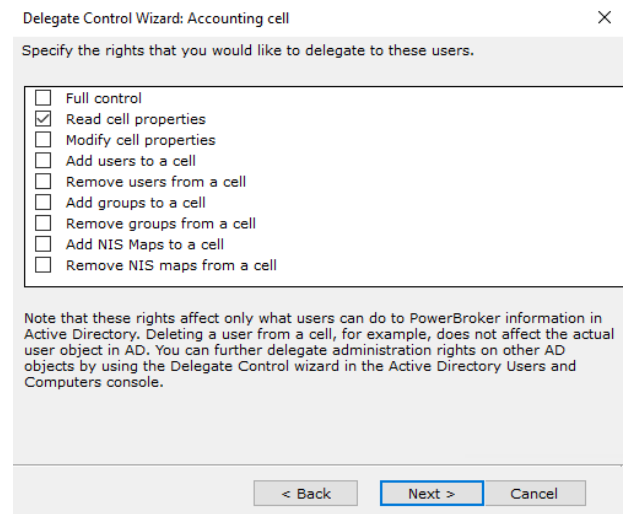 Delegate Control Wizard: Accounting cell
Specify the rights that you would like to delegate to these users.
Full control
Read cell properties
Modify cell properties
Add users to a cell
Remove users from a cell
Add groups to a cell
Remove groups from a cell
Add NIS Maps to a cell
Remove NIS maps from a cell
Note that these rights affect only what users can do to PowerBroker information in
Active Directory. Deleting a user from a cell, for example, does not affect the actual
user object in AD. You can further delegate administration rights on other AD
objects by using the Delegate Control wizard in the Active Directory Users and
Computers console.
< Back
Next >
Cancel